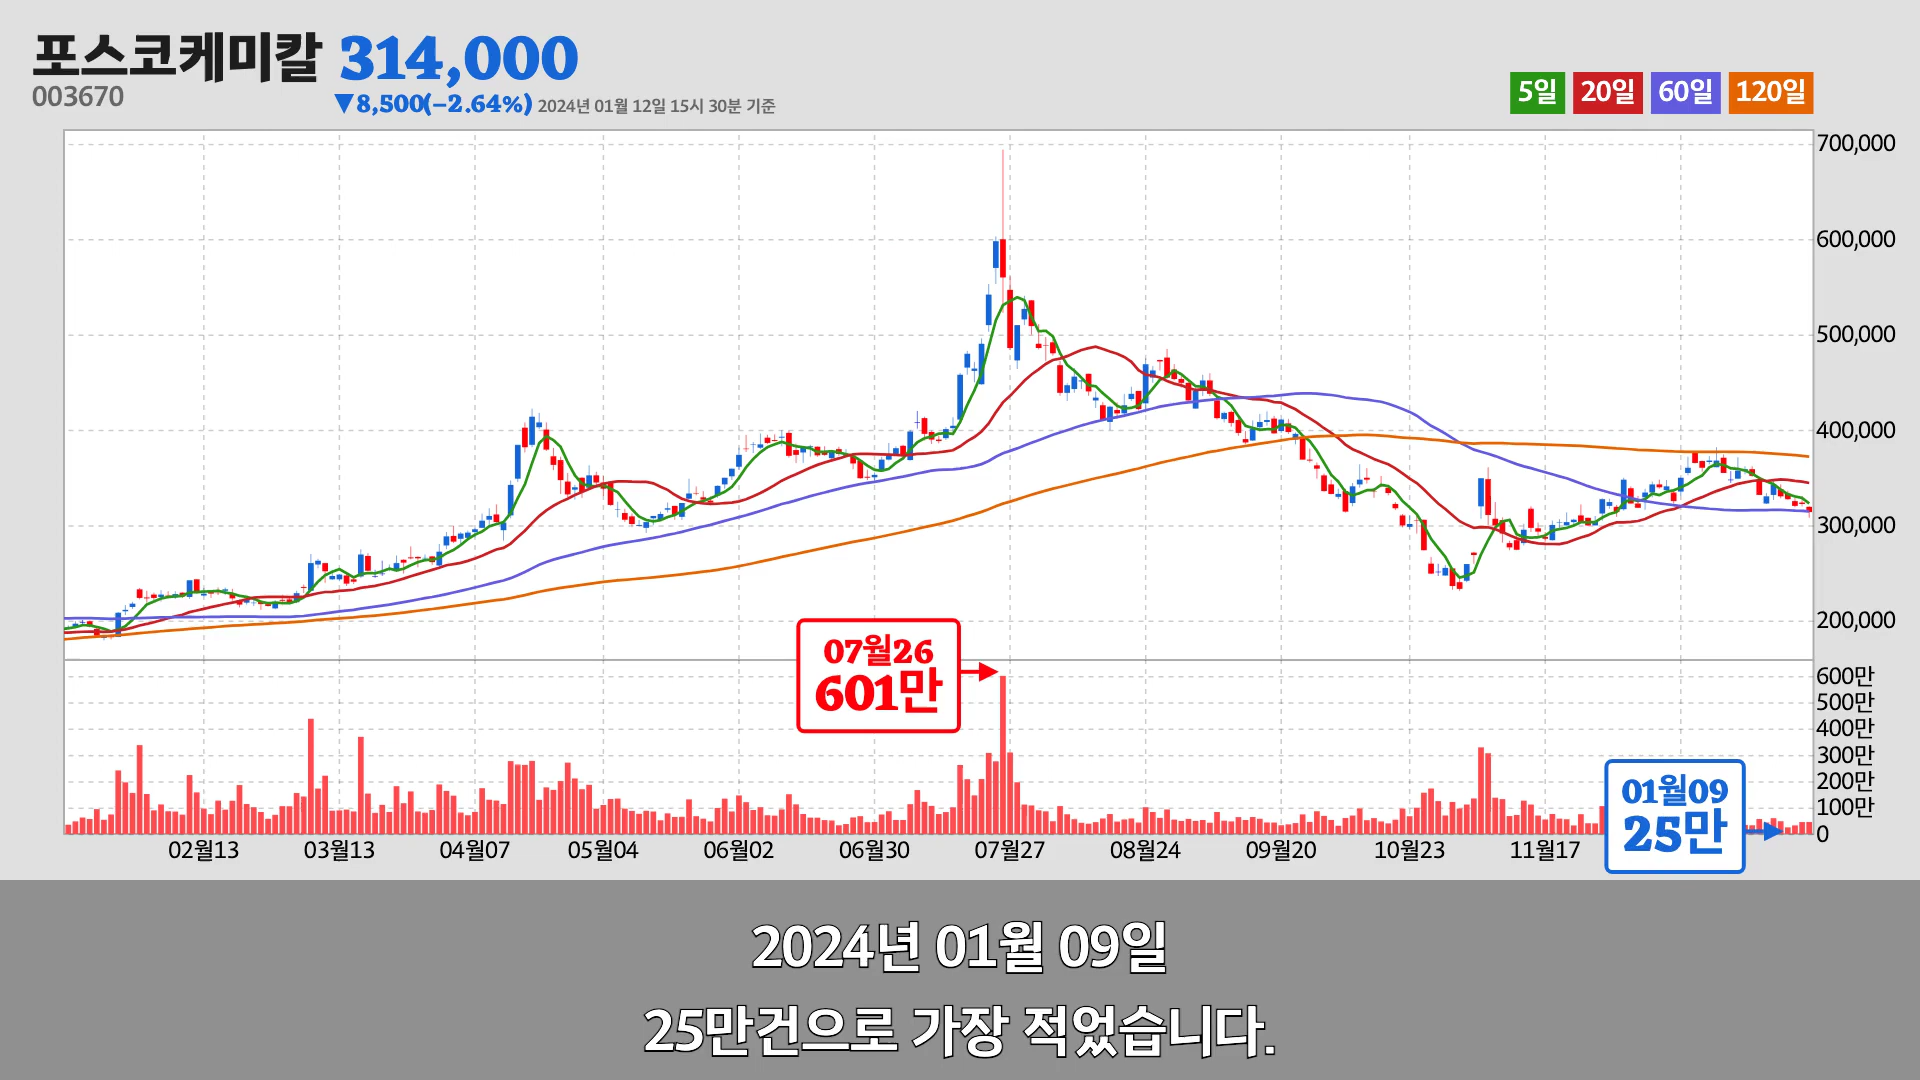 포스코케미칼 314,000
003670
▼8,500(-2.64%) 2024년 01월 12일 15시 30분 기준
5일 20일 60일 120일
700,000
600,000
500,000
400,000
300,000
200,000
600만
500만
400만
300만
200만
100만
0
07월26
601만
01월09
25만
02월13 03월13 04월07 05월04 06월02 06월30 07월27 08월24 09월20 10월23 11월17
2024년 01월 09일
25만건으로 가장 적었습니다.